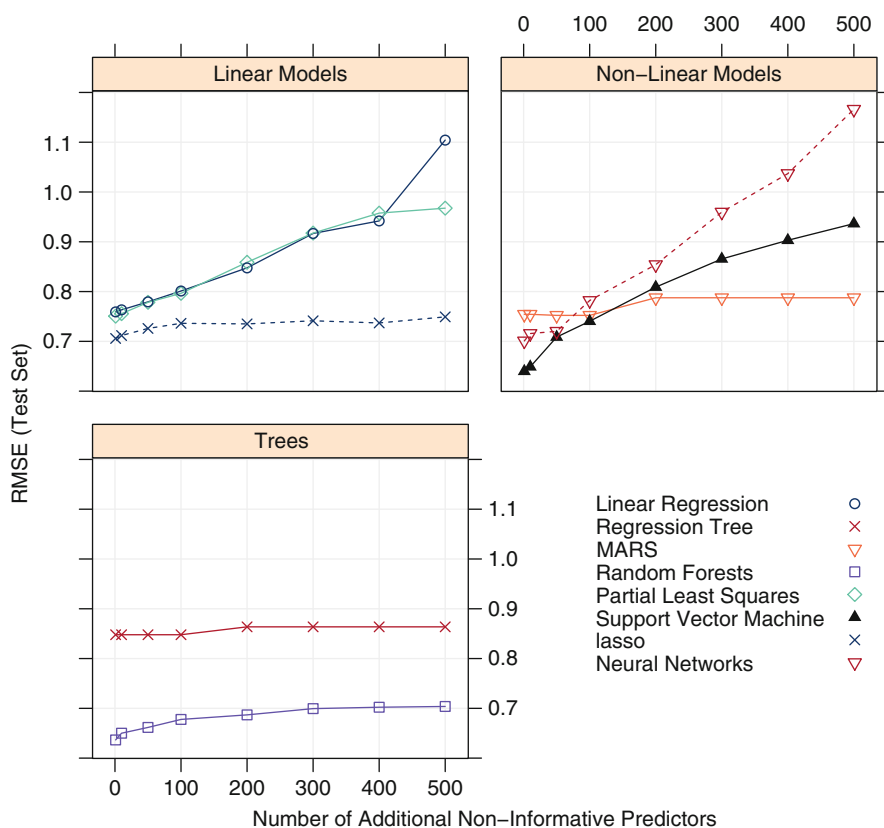 0 100 200 300 400 500
Linear Models
Non-Linear Models
1.1
1.0
0.9
0.8
0.7
RMSE (Test Set)
Trees
1.1
1.0
0.9
0.8
0.7
Linear Regression
Regression Tree
MARS
Random Forests
Partial Least Squares
Support Vector Machine
lasso
Neural Networks
0 100 200 300 400 500
Number of Additional Non-Informative Predictors